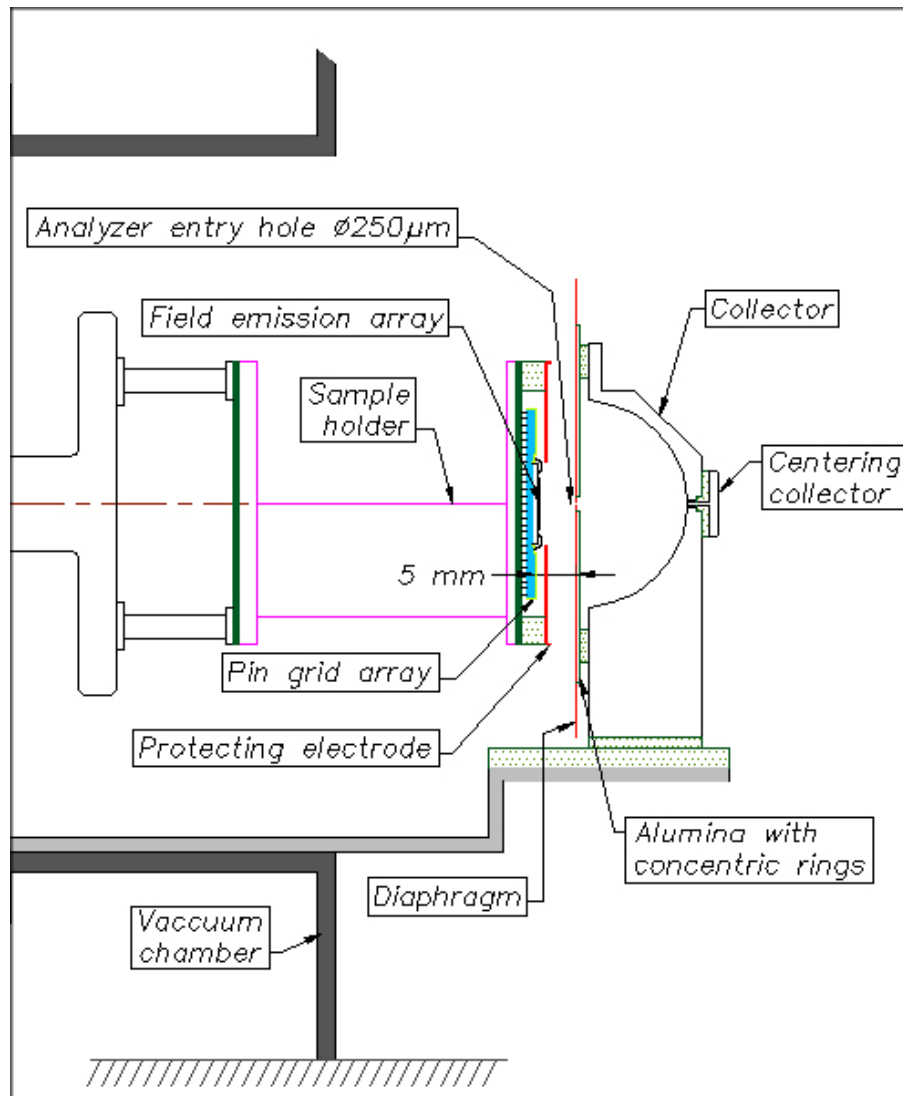 Analyzer entry hole Ø250µm
Field emission array
Collector
Sample
holder
Centering
collector
5 mm
Pin grid array
Protecting electrode
Alumina with
concentric rings
Diaphragm
Vaccuum
chamber